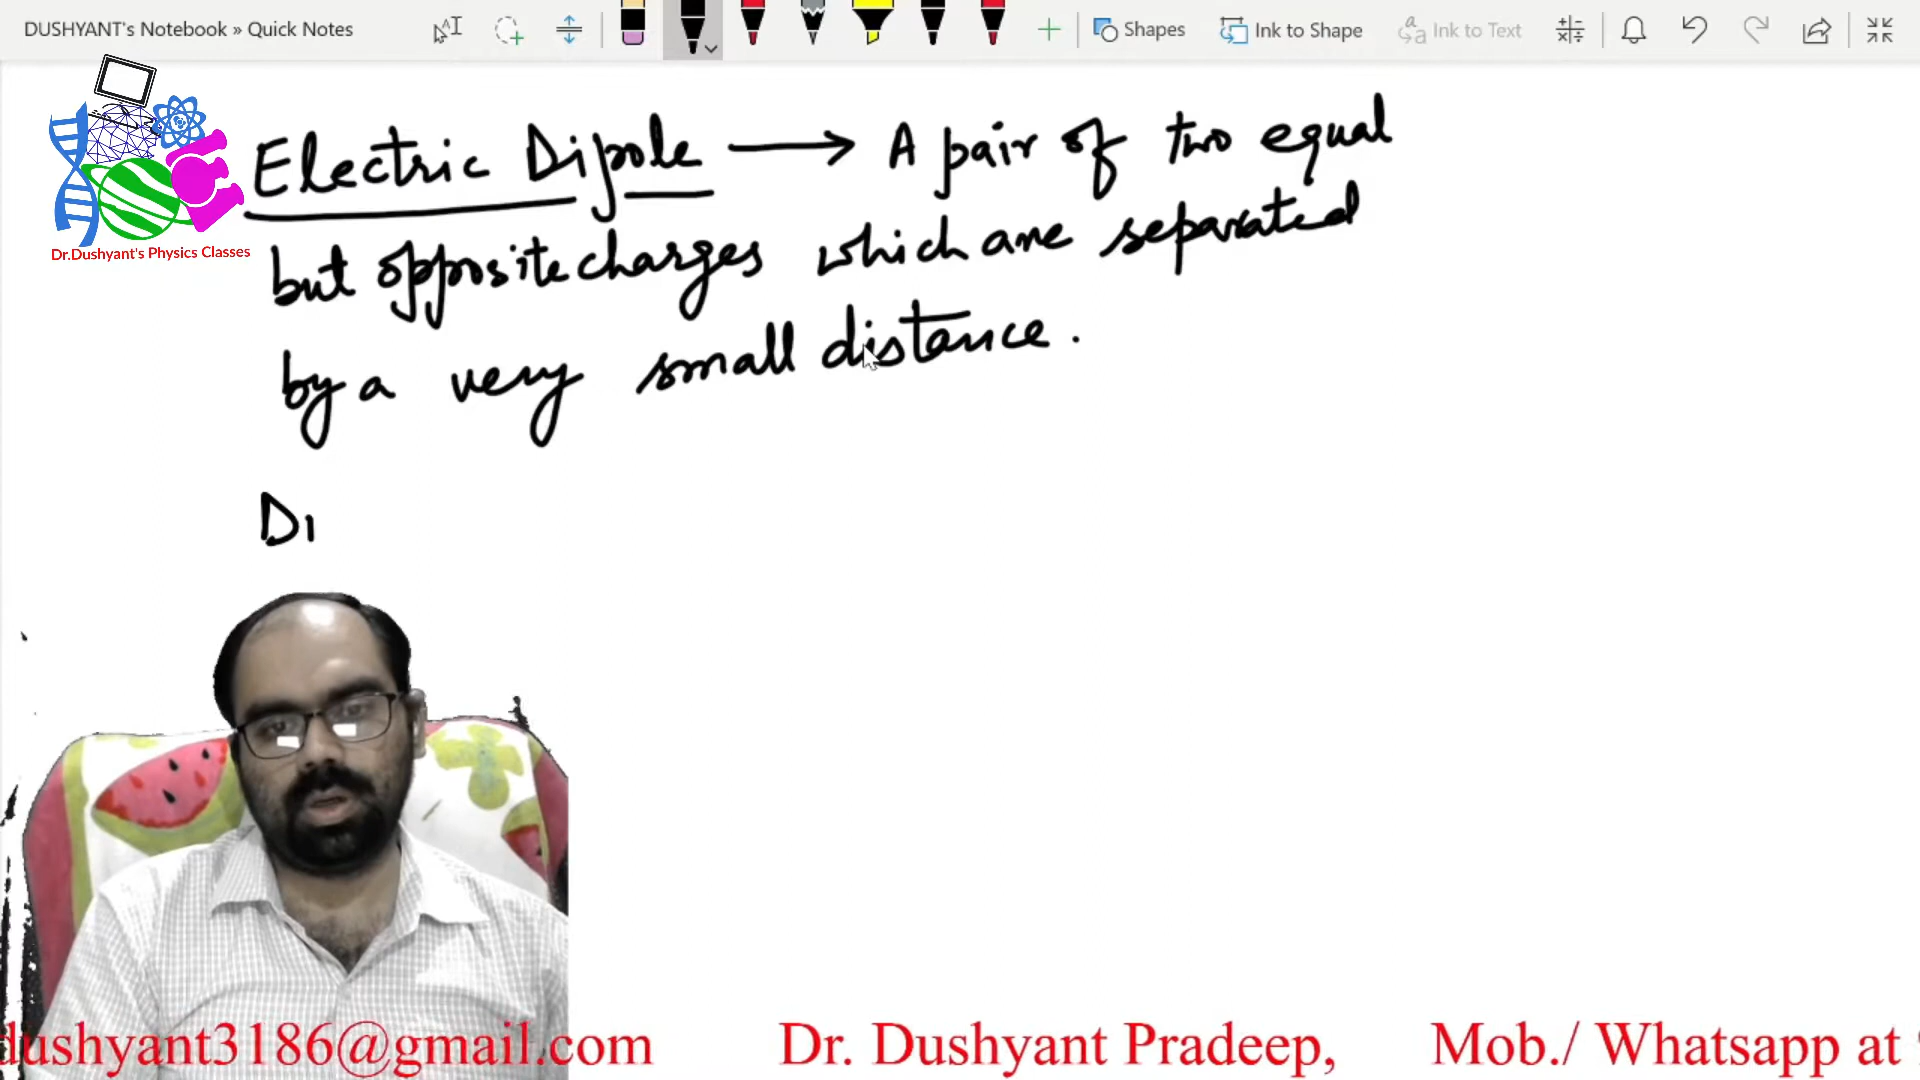 DUSHYANT's Notebook » Quick Notes
Shapes
Ink to Shape
Ink to Text
Electric Dipole → A pair of two equal
but opposite charges which are separated
by a very small distance.
Di
Dr.Dushyant's Physics Classes
dushyant3186@gmail.com Dr. Dushyant Pradeep, Mob./ Whatsapp at